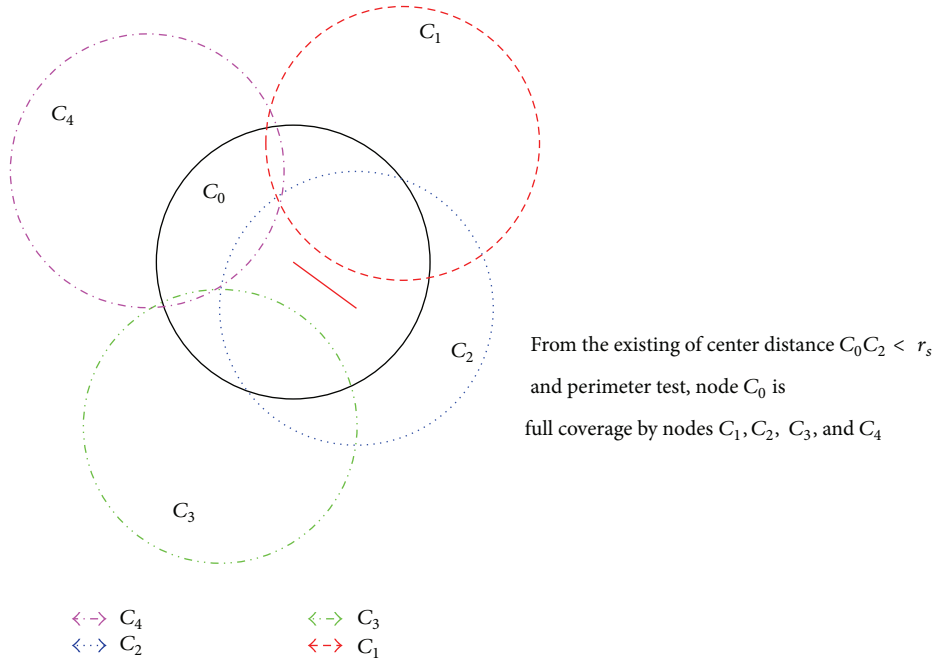 C₁
C₄
C₀
C₂
From the existing of center distance C₀C₂ < rₛ
and perimeter test, node C₀ is
full coverage by nodes C₁, C₂, C₃, and C₄
C₃
C₄
C₃
C₂
C₁